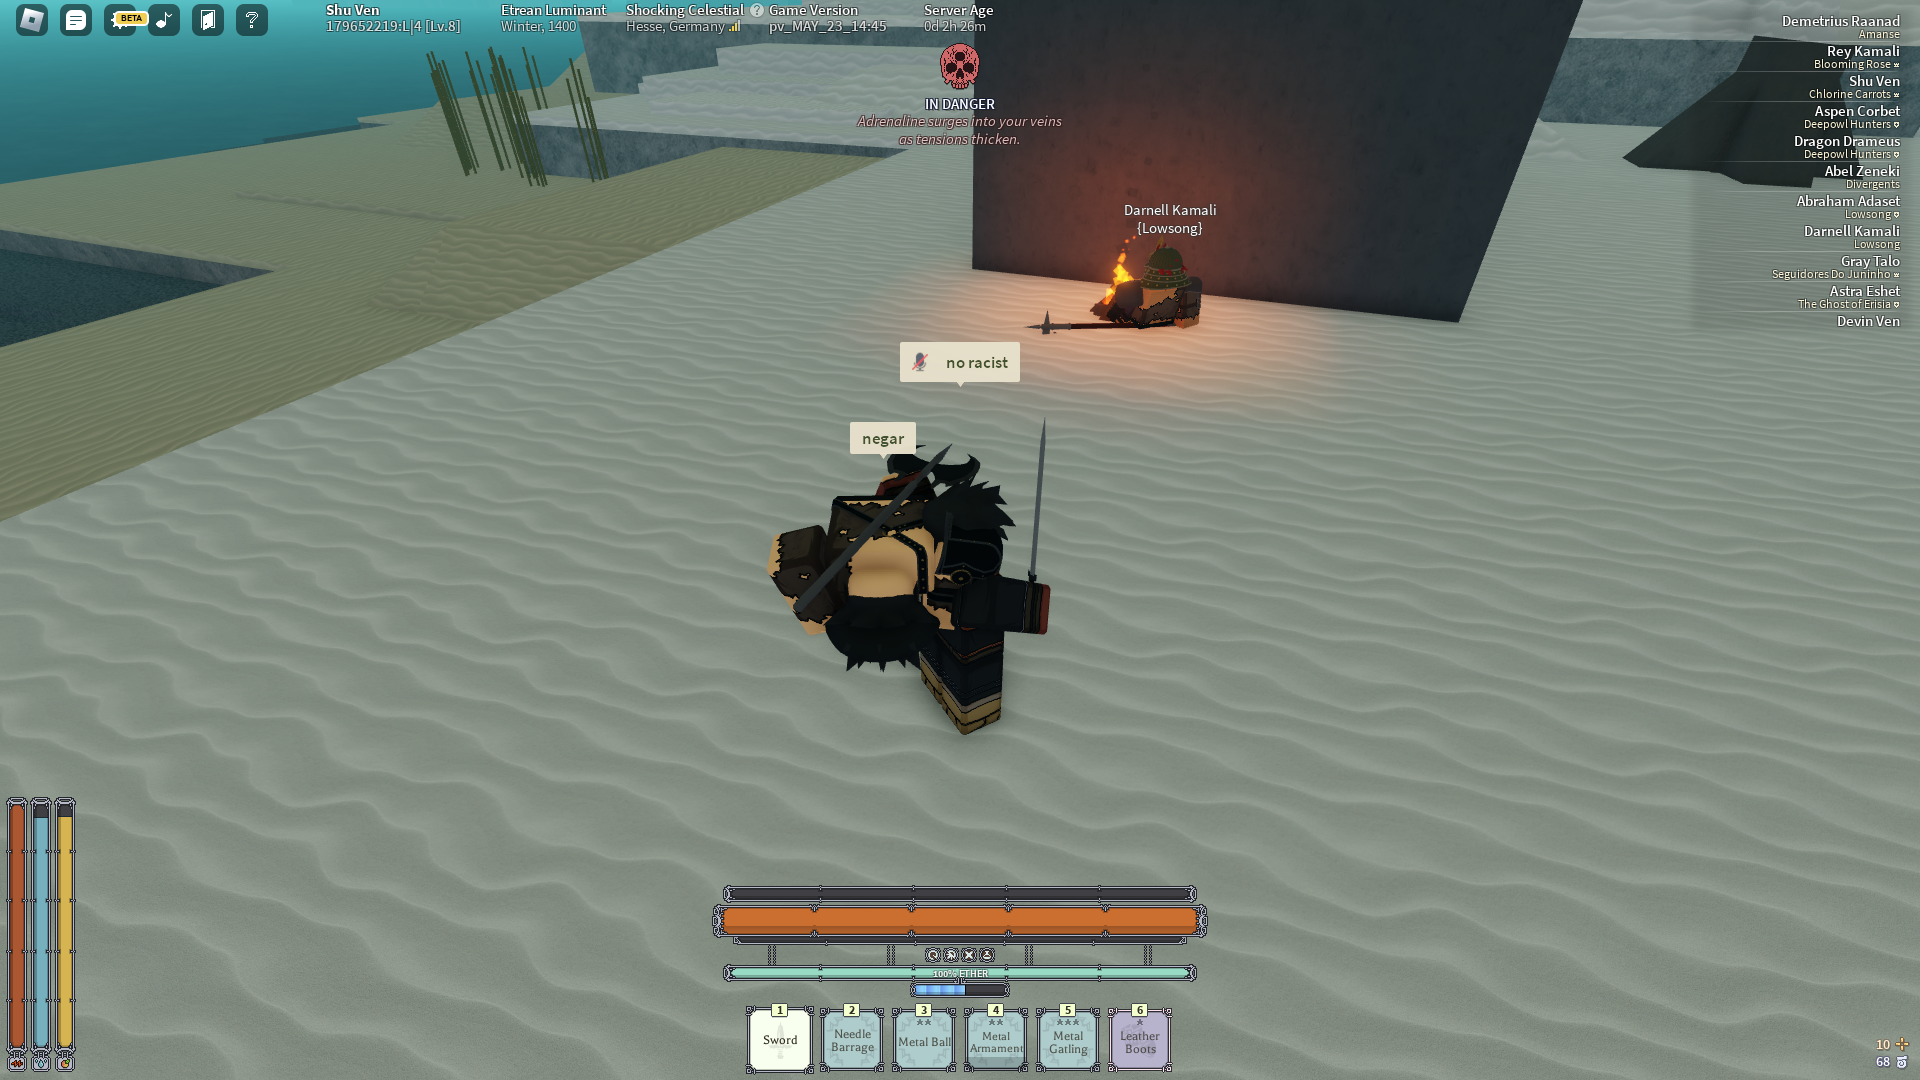 BETA
?
Shu Ven
179652219:L|4 [Lv.8]
Etrean Luminant
Winter, 1400
Shocking Celestial ?
Hesse, Germany
Game Version
pv_MAY_23_14:45
Server Age
0d 2h 26m
IN DANGER
Adrenaline surges into your veins
as tensions thicken.
Demetrius Raanad
Amanse
Rey Kamali
Blooming Rose
Shu Ven
Chlorine Carrots
Aspen Corbet
Deepowl Hunters
Dragon Drameus
Deepowl Hunters
Abel Zeneki
Divergents
Abraham Adaset
Lowsong
Darnell Kamali
Lowsong
Gray Talo
Seguidores Do Juninho
Astra Eshet
The Ghost of Erisia
Devin Ven
Darnell Kamali
{Lowsong}
no racist
negar
100% ETHER
1
Sword
2
Needle
Barrage
3
Metal Ball
4
Metal
Armament
5
Metal
Gatling
6
Leather
Boots
10
68